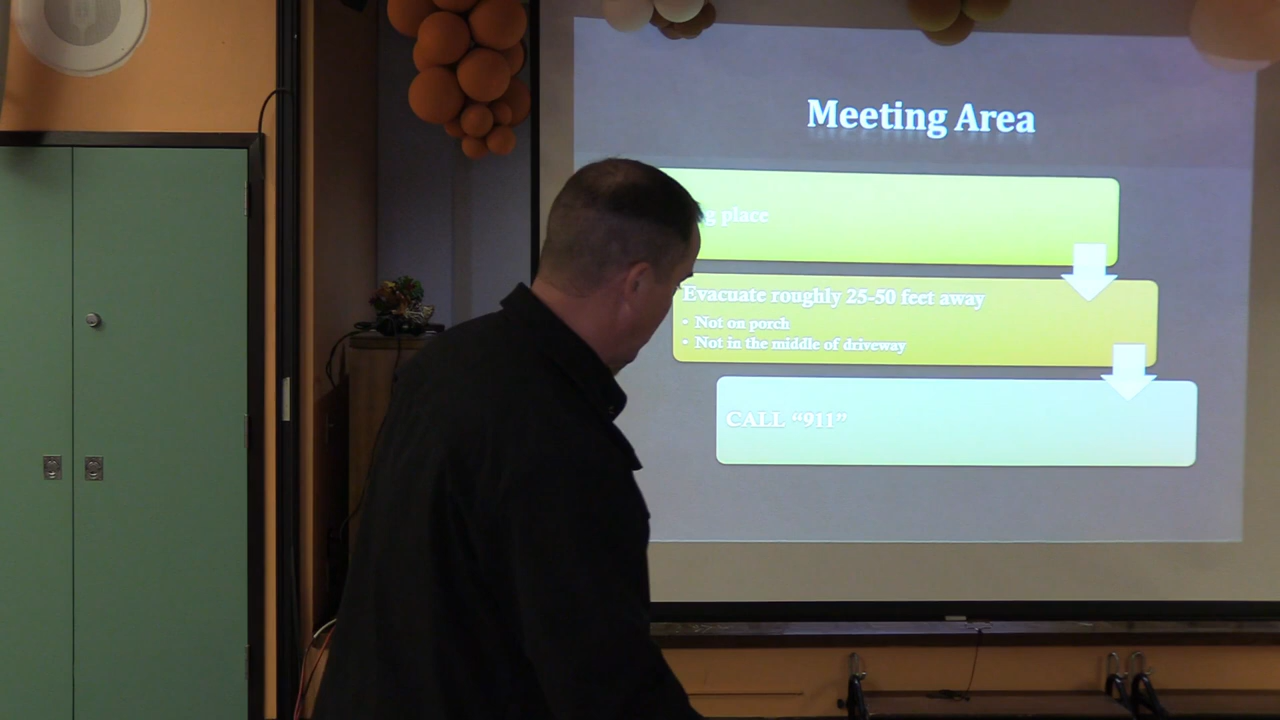 Meeting Area
g place
Evacuate roughly 25-50 feet away
• Not on porch
• Not in the middle of driveway
CALL “911”